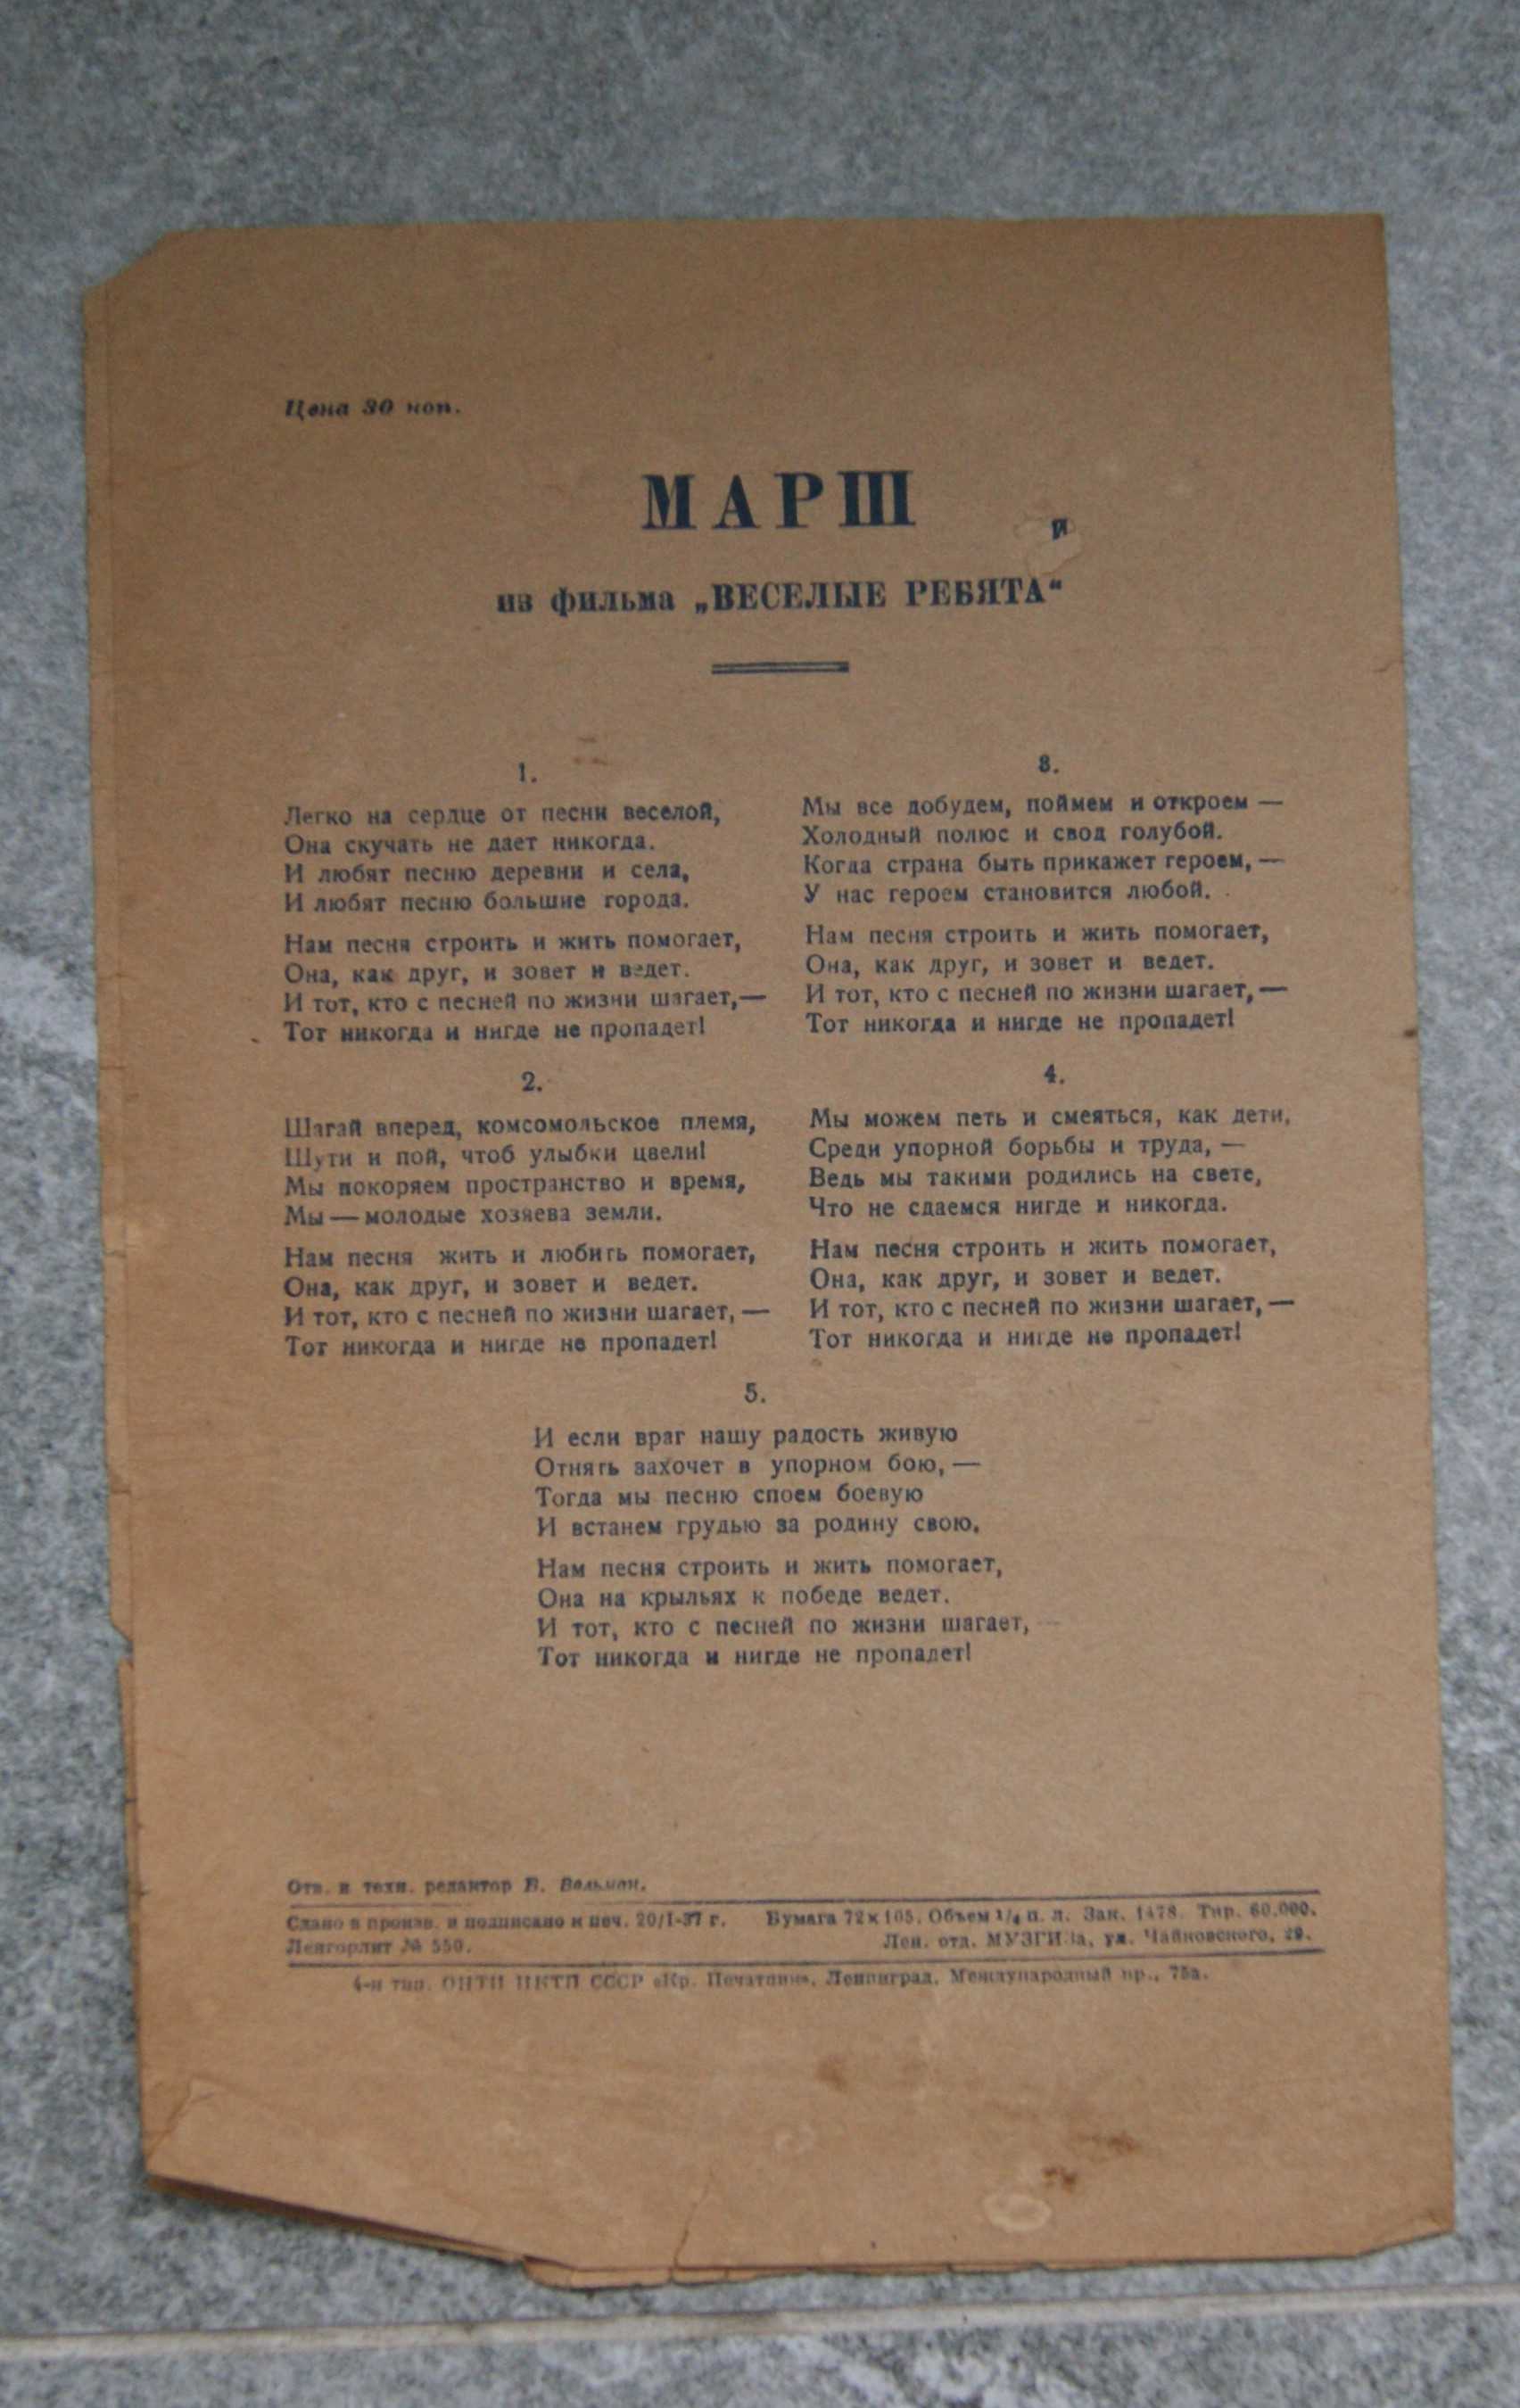 Цена 30 коп.
МАРШ
и
из фильма „ВЕСЕЛЫЕ РЕБЯТА“
1.
Легко на сердце от песни веселой,
Она скучать не дает никогда.
И любят песню деревни и села,
И любят песню большие города.
Нам песня строить и жить помогает,
Она, как друг, и зовет и ведет.
И тот, кто с песней по жизни шагает,—
Тот никогда и нигде не пропадет!
2.
Шагай вперед, комсомольское племя,
Шути и пой, чтоб улыбки цвели!
Мы покоряем пространство и время,
Мы — молодые хозяева земли.
Нам песня жить и любить помогает,
Она, как друг, и зовет и ведет.
И тот, кто с песней по жизни шагает, —
Тот никогда и нигде не пропадет!
3.
Мы все добудем, поймем и откроем —
Холодный полюс и свод голубой.
Когда страна быть прикажет героем, —
У нас героем становится любой.
Нам песня строить и жить помогает,
Она, как друг, и зовет и ведет.
И тот, кто с песней по жизни шагает, —
Тот никогда и нигде не пропадет!
4.
Мы можем петь и смеяться, как дети,
Среди упорной борьбы и труда, —
Ведь мы такими родились на свете,
Что не сдаемся нигде и никогда.
Нам песня строить и жить помогает,
Она, как друг, и зовет и ведет.
И тот, кто с песней по жизни шагает, —
Тот никогда и нигде не пропадет!
5.
И если враг нашу радость живую
Отнять захочет в упорном бою, —
Тогда мы песню споем боевую
И встанем грудью за родину свою.
Нам песня строить и жить помогает,
Она на крыльях к победе ведет.
И тот, кто с песней по жизни шагает, —
Тот никогда и нигде не пропадет!
Отв. и техн. редактор В. Вельман.
Сдано в произв. и подписано к печ. 20/I-37 г. Бумага 72×105. Объем 1/4 п. л. Зак. 1478 Тир. 60.000.
Ленгорлит № 550. Лен. отд. МУЗГИЗа, ул. Чайковского, 29.
4-я тип. ОНТИ НКТП СССР «Кр. Печатник», Ленинград, Международный пр., 75а.